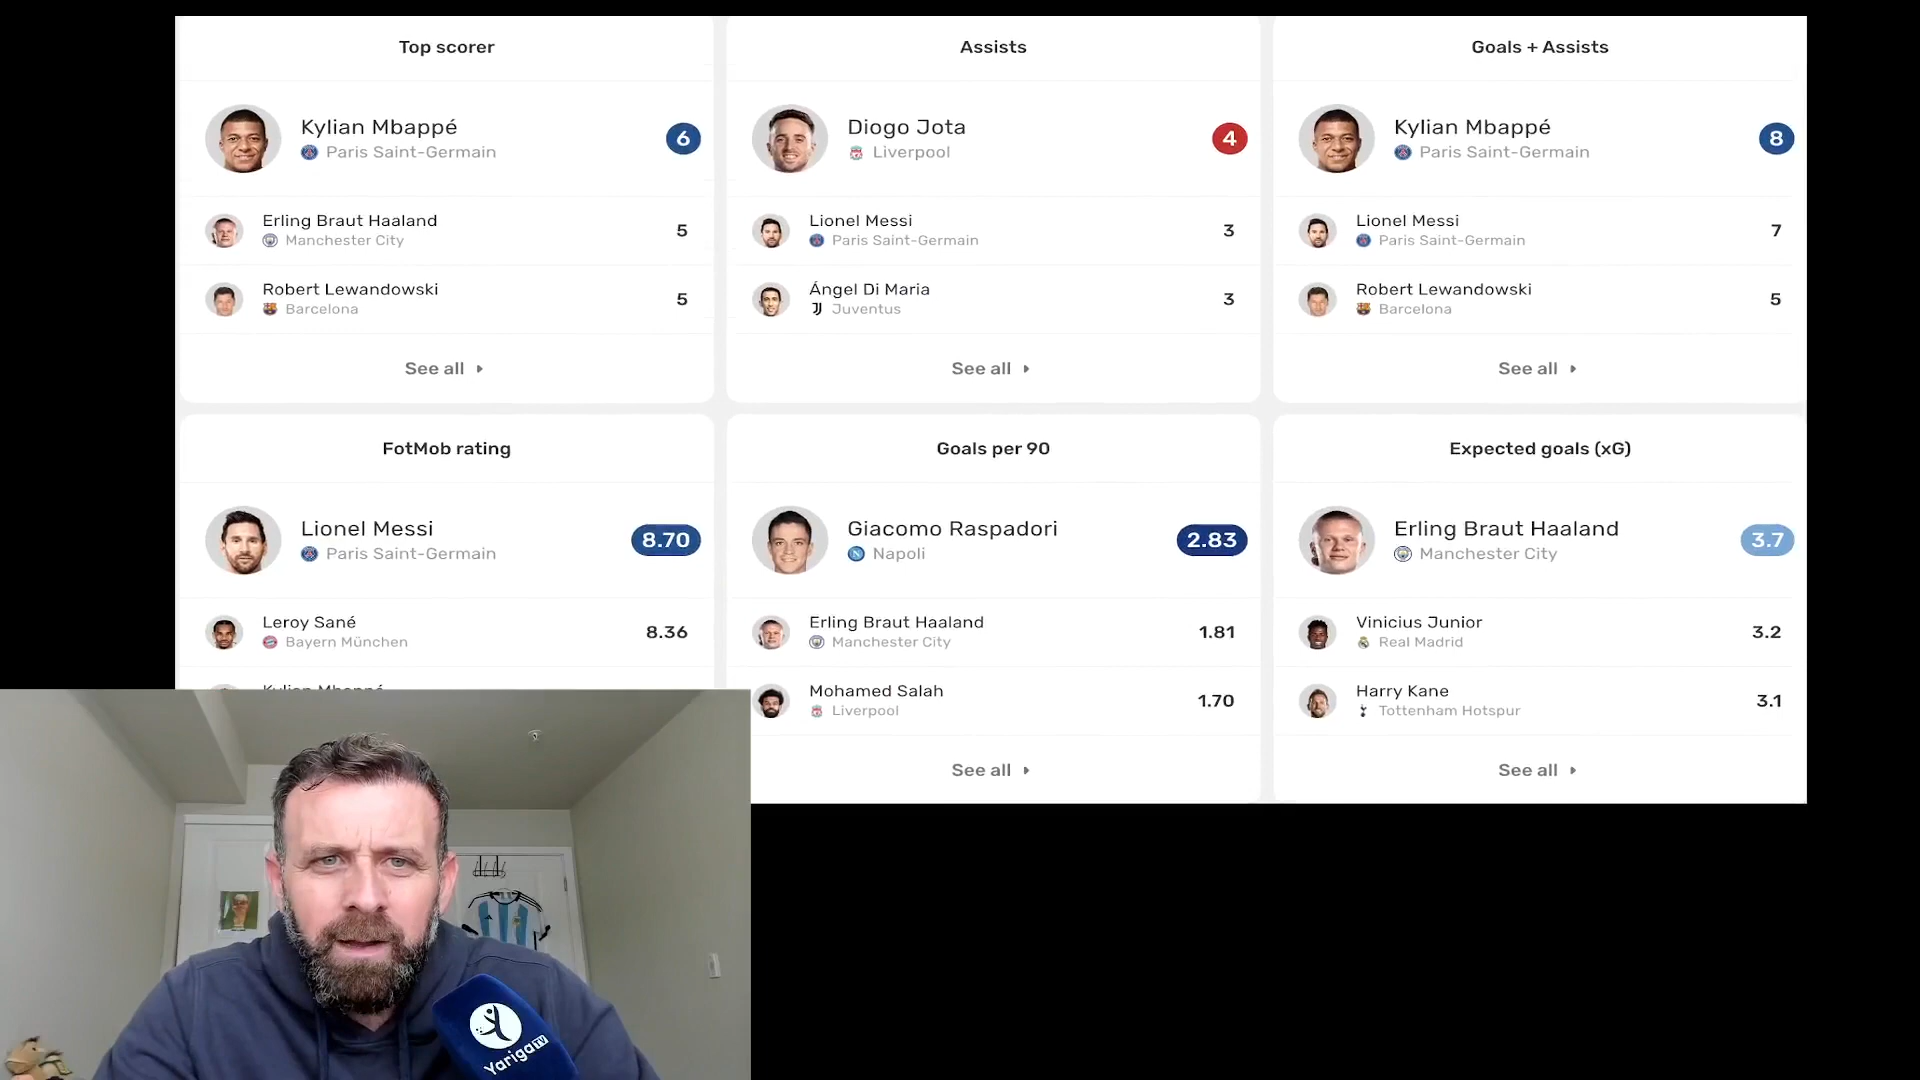 Top scorer
Kylian Mbappé
Paris Saint-Germain
6
Erling Braut Haaland
Manchester City
5
Robert Lewandowski
Barcelona
5
See all
Assists
Diogo Jota
Liverpool
4
Lionel Messi
Paris Saint-Germain
3
Ángel Di Maria
Juventus
3
See all
Goals + Assists
Kylian Mbappé
Paris Saint-Germain
8
Lionel Messi
Paris Saint-Germain
7
Robert Lewandowski
Barcelona
5
See all
FotMob rating
Lionel Messi
Paris Saint-Germain
8.70
Leroy Sané
Bayern München
8.36
Kylian Mbappé
Goals per 90
Giacomo Raspadori
Napoli
2.83
Erling Braut Haaland
Manchester City
1.81
Mohamed Salah
Liverpool
1.70
See all
Expected goals (xG)
Erling Braut Haaland
Manchester City
3.7
Vinicius Junior
Real Madrid
3.2
Harry Kane
Tottenham Hotspur
3.1
See all
Yariga TV